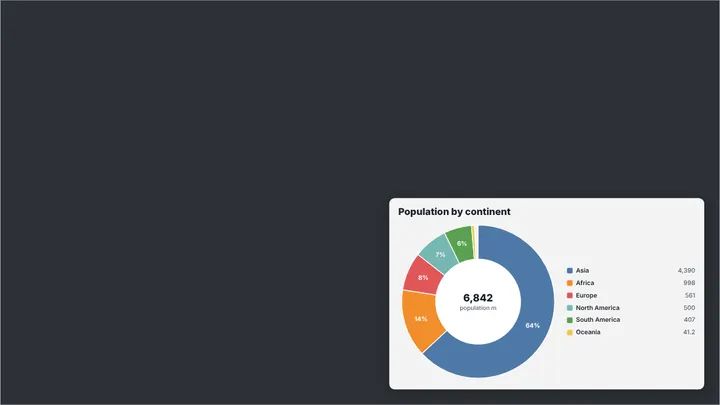 Population by continent
6%
7%
8%
14%
64%
6,842
population m
Asia 4,390
Africa 998
Europe 561
North America 500
South America 407
Oceania 41.2